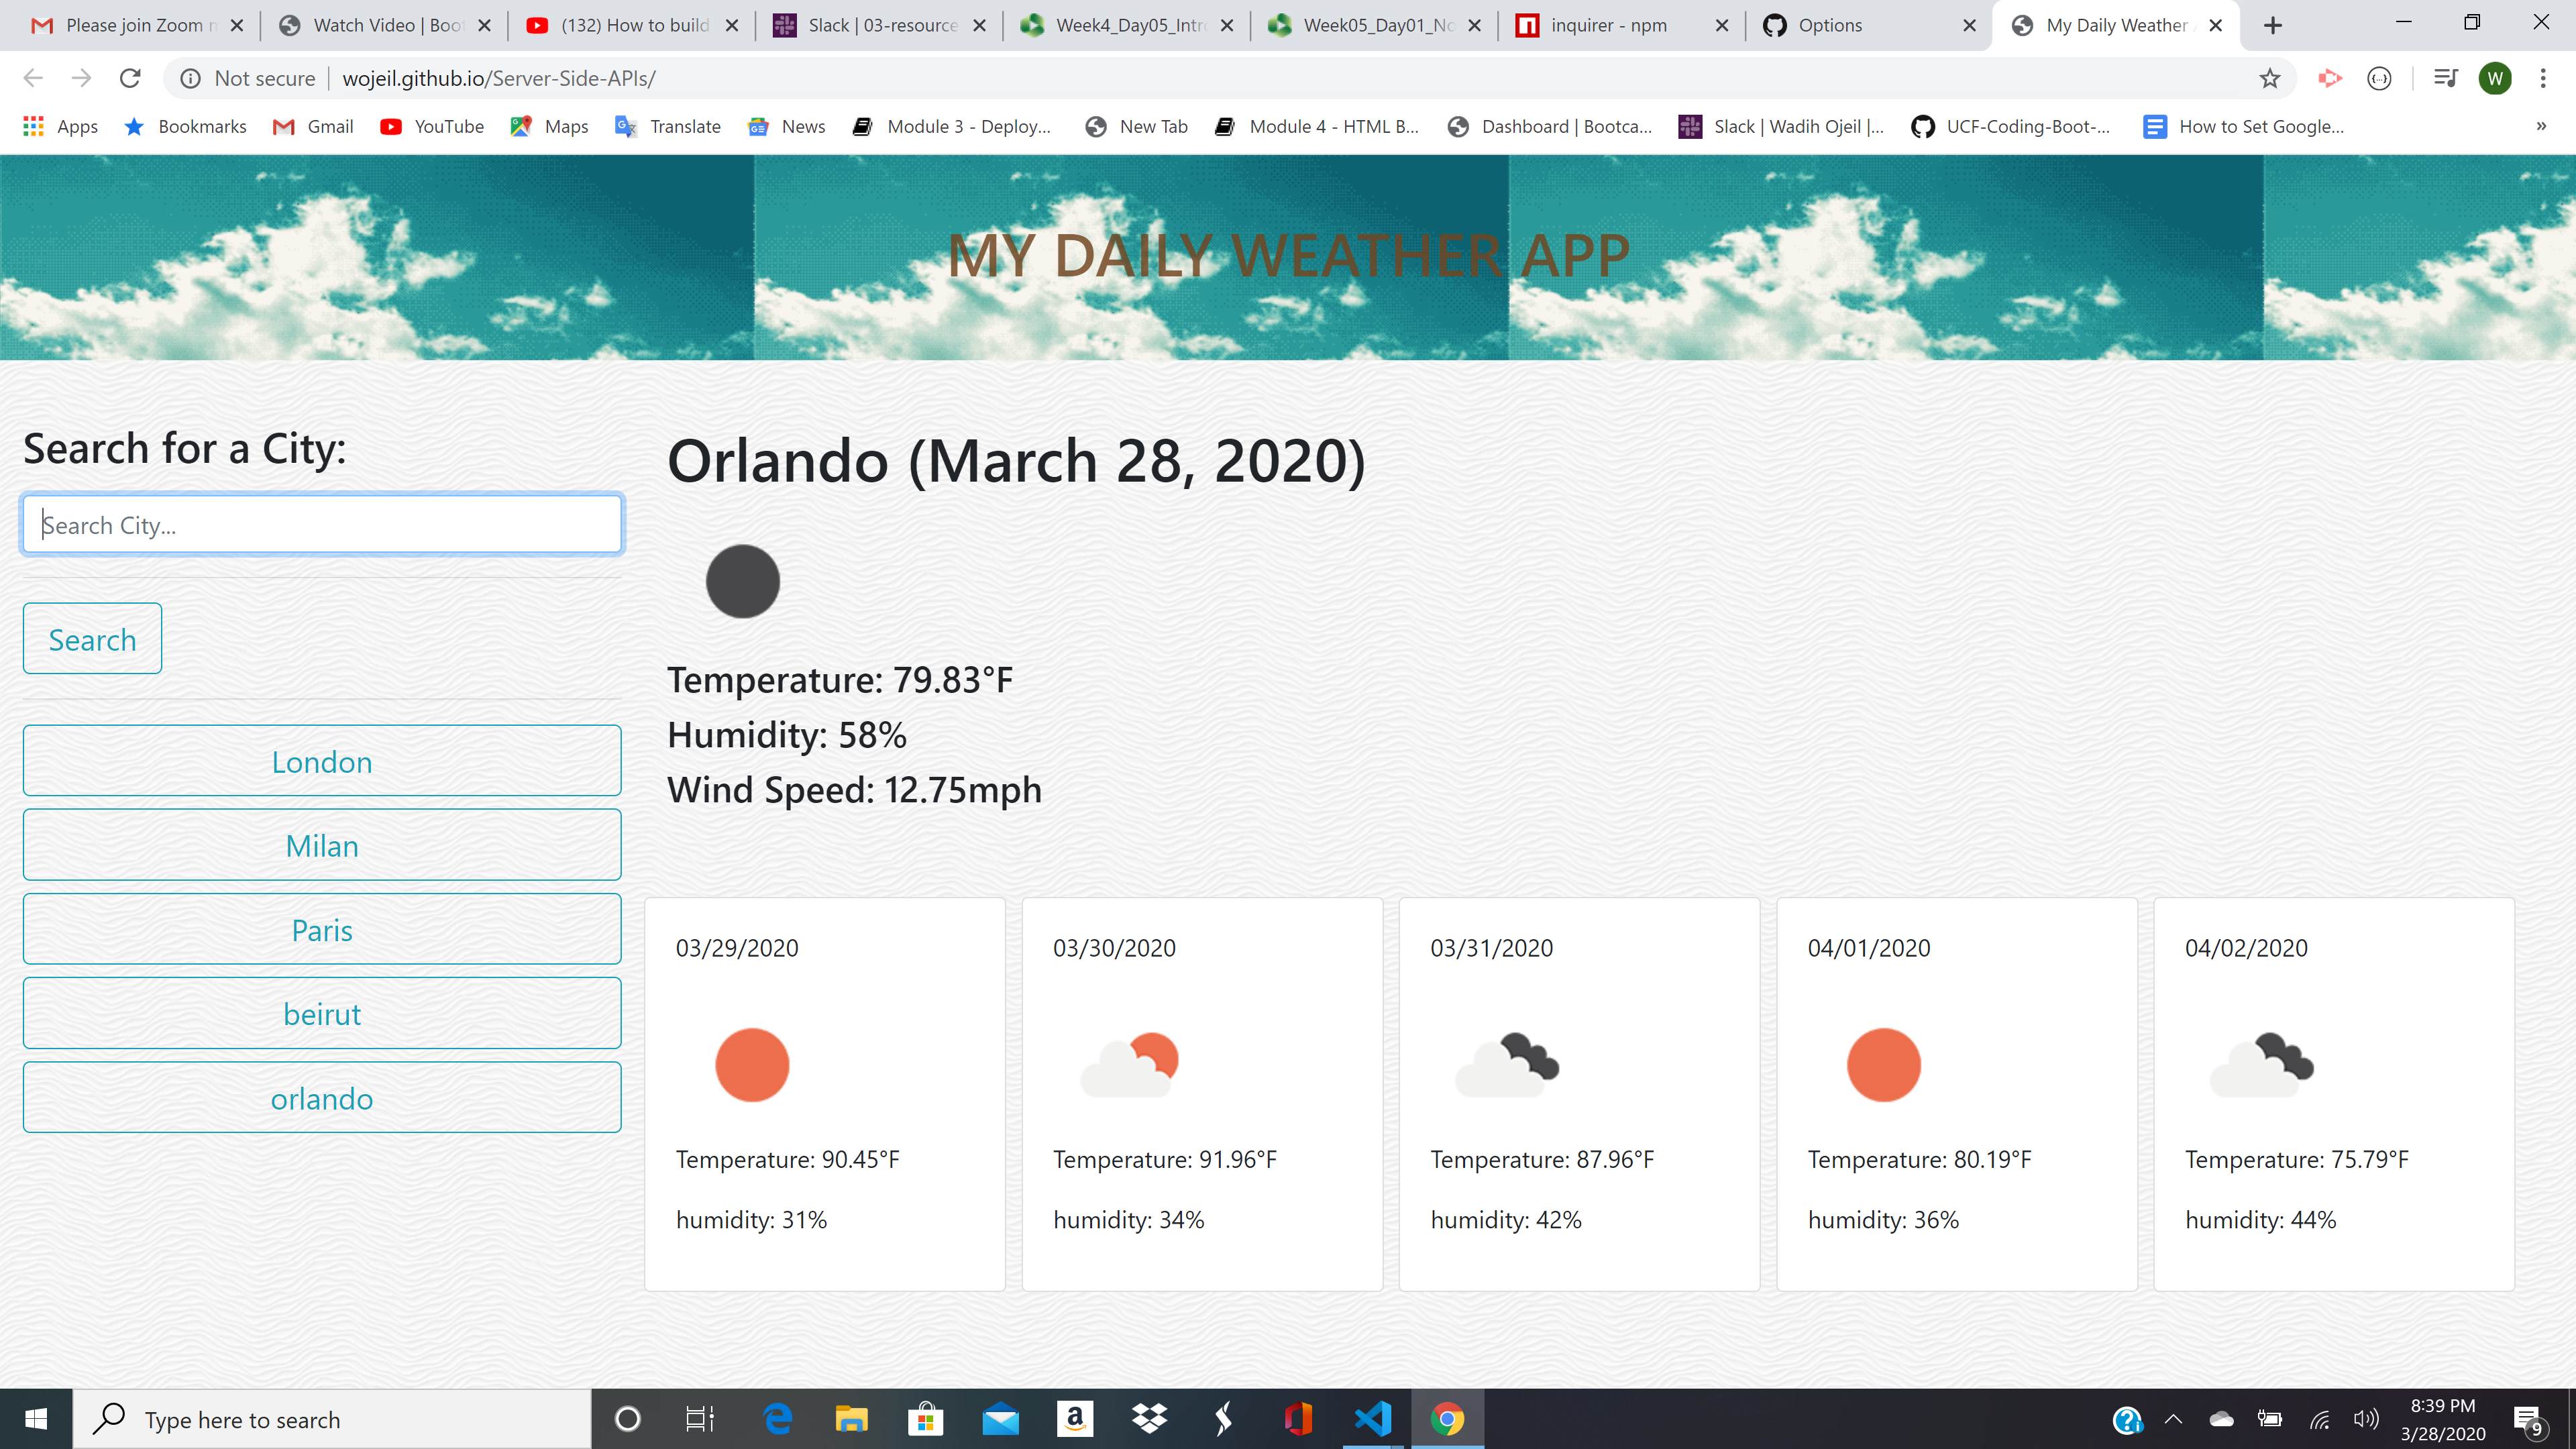 Please join Zoom m
Watch Video | Boot
(132) How to build
Slack | 03-resource
Week4_Day05_Intro
Week05_Day01_No
inquirer - npm
Options
My Daily Weather A
Not secure
wojeil.github.io/Server-Side-APIs/
W
Apps
Bookmarks
Gmail
YouTube
Maps
Translate
News
Module 3 - Deploy...
New Tab
Module 4 - HTML B...
Dashboard | Bootca...
Slack | Wadih Ojeil |...
UCF-Coding-Boot-...
How to Set Google...
»
MY DAILY WEATHER APP
Search for a City:
Search City...
Search
London
Milan
Paris
beirut
orlando
Orlando (March 28, 2020)
Temperature: 79.83°F
Humidity: 58%
Wind Speed: 12.75mph
03/29/2020
Temperature: 90.45°F
humidity: 31%
03/30/2020
Temperature: 91.96°F
humidity: 34%
03/31/2020
Temperature: 87.96°F
humidity: 42%
04/01/2020
Temperature: 80.19°F
humidity: 36%
04/02/2020
Temperature: 75.79°F
humidity: 44%
Type here to search
8:39 PM
3/28/2020
9